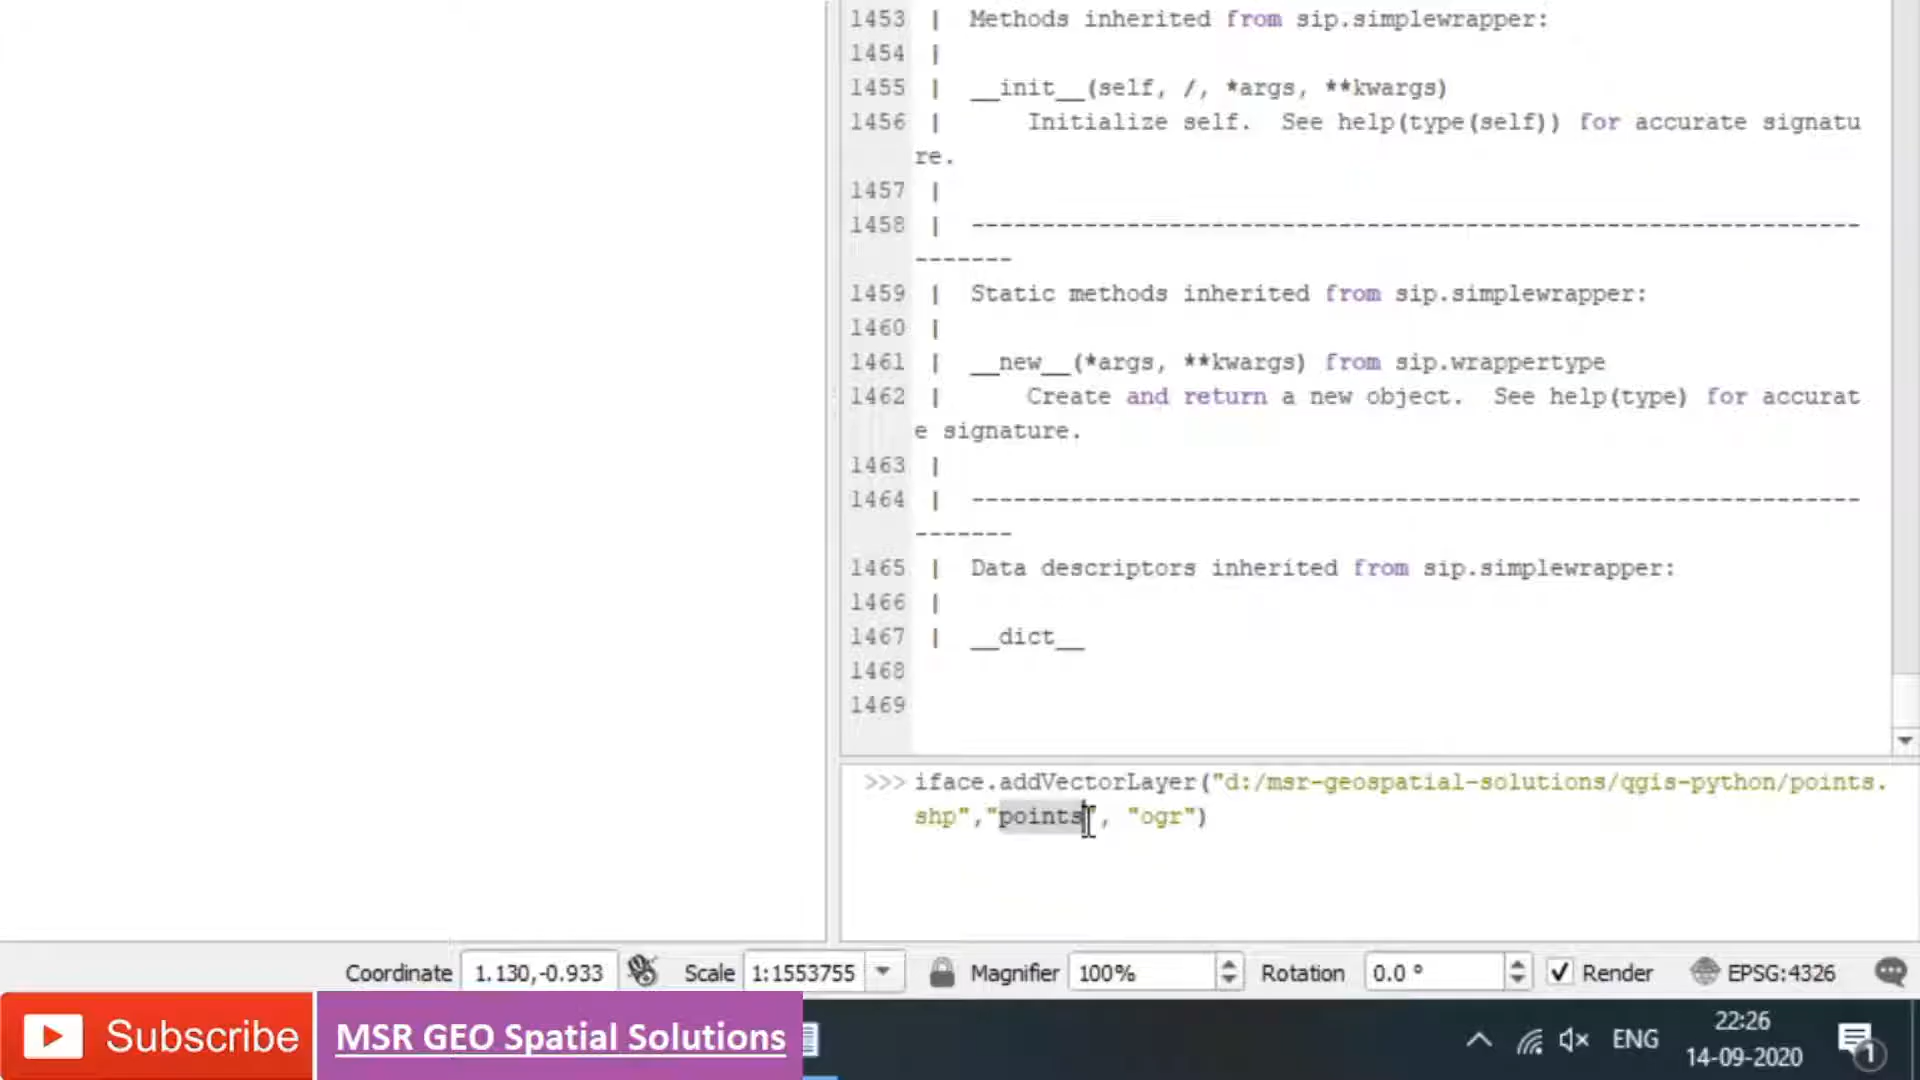 1453 | Methods inherited from sip.simplewrapper:
1454 |
1455 | __init__(self, /, *args, **kwargs)
1456 | Initialize self. See help(type(self)) for accurate signatu
re.
1457 |
1458 | ---------------------------------------------------------------
-------
1459 | Static methods inherited from sip.simplewrapper:
1460 |
1461 | __new__(*args, **kwargs) from sip.wrappertype
1462 | Create and return a new object. See help(type) for accurat
e signature.
1463 |
1464 | ---------------------------------------------------------------
-------
1465 | Data descriptors inherited from sip.simplewrapper:
1466 |
1467 | __dict__
1468
1469
>>> iface.addVectorLayer("d:/msr-geospatial-solutions/qgis-python/points.
shp","points", "ogr")
Coordinate 1.130,-0.933 Scale 1:1553755 Magnifier 100% Rotation 0.0 ° Render EPSG:4326
Subscribe MSR GEO Spatial Solutions
ENG
22:26
14-09-2020
1